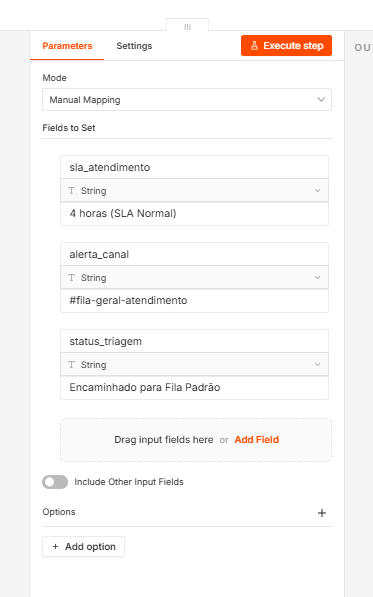 Parameters
Settings
Execute step
OU
Mode
Manual Mapping
Fields to Set
sla_atendimento
T String
4 horas (SLA Normal)
alerta_canal
T String
#fila-geral-atendimento
status_triagem
T String
Encaminhado para Fila Padrão
Drag input fields here or Add Field
Include Other Input Fields
Options
+ Add option